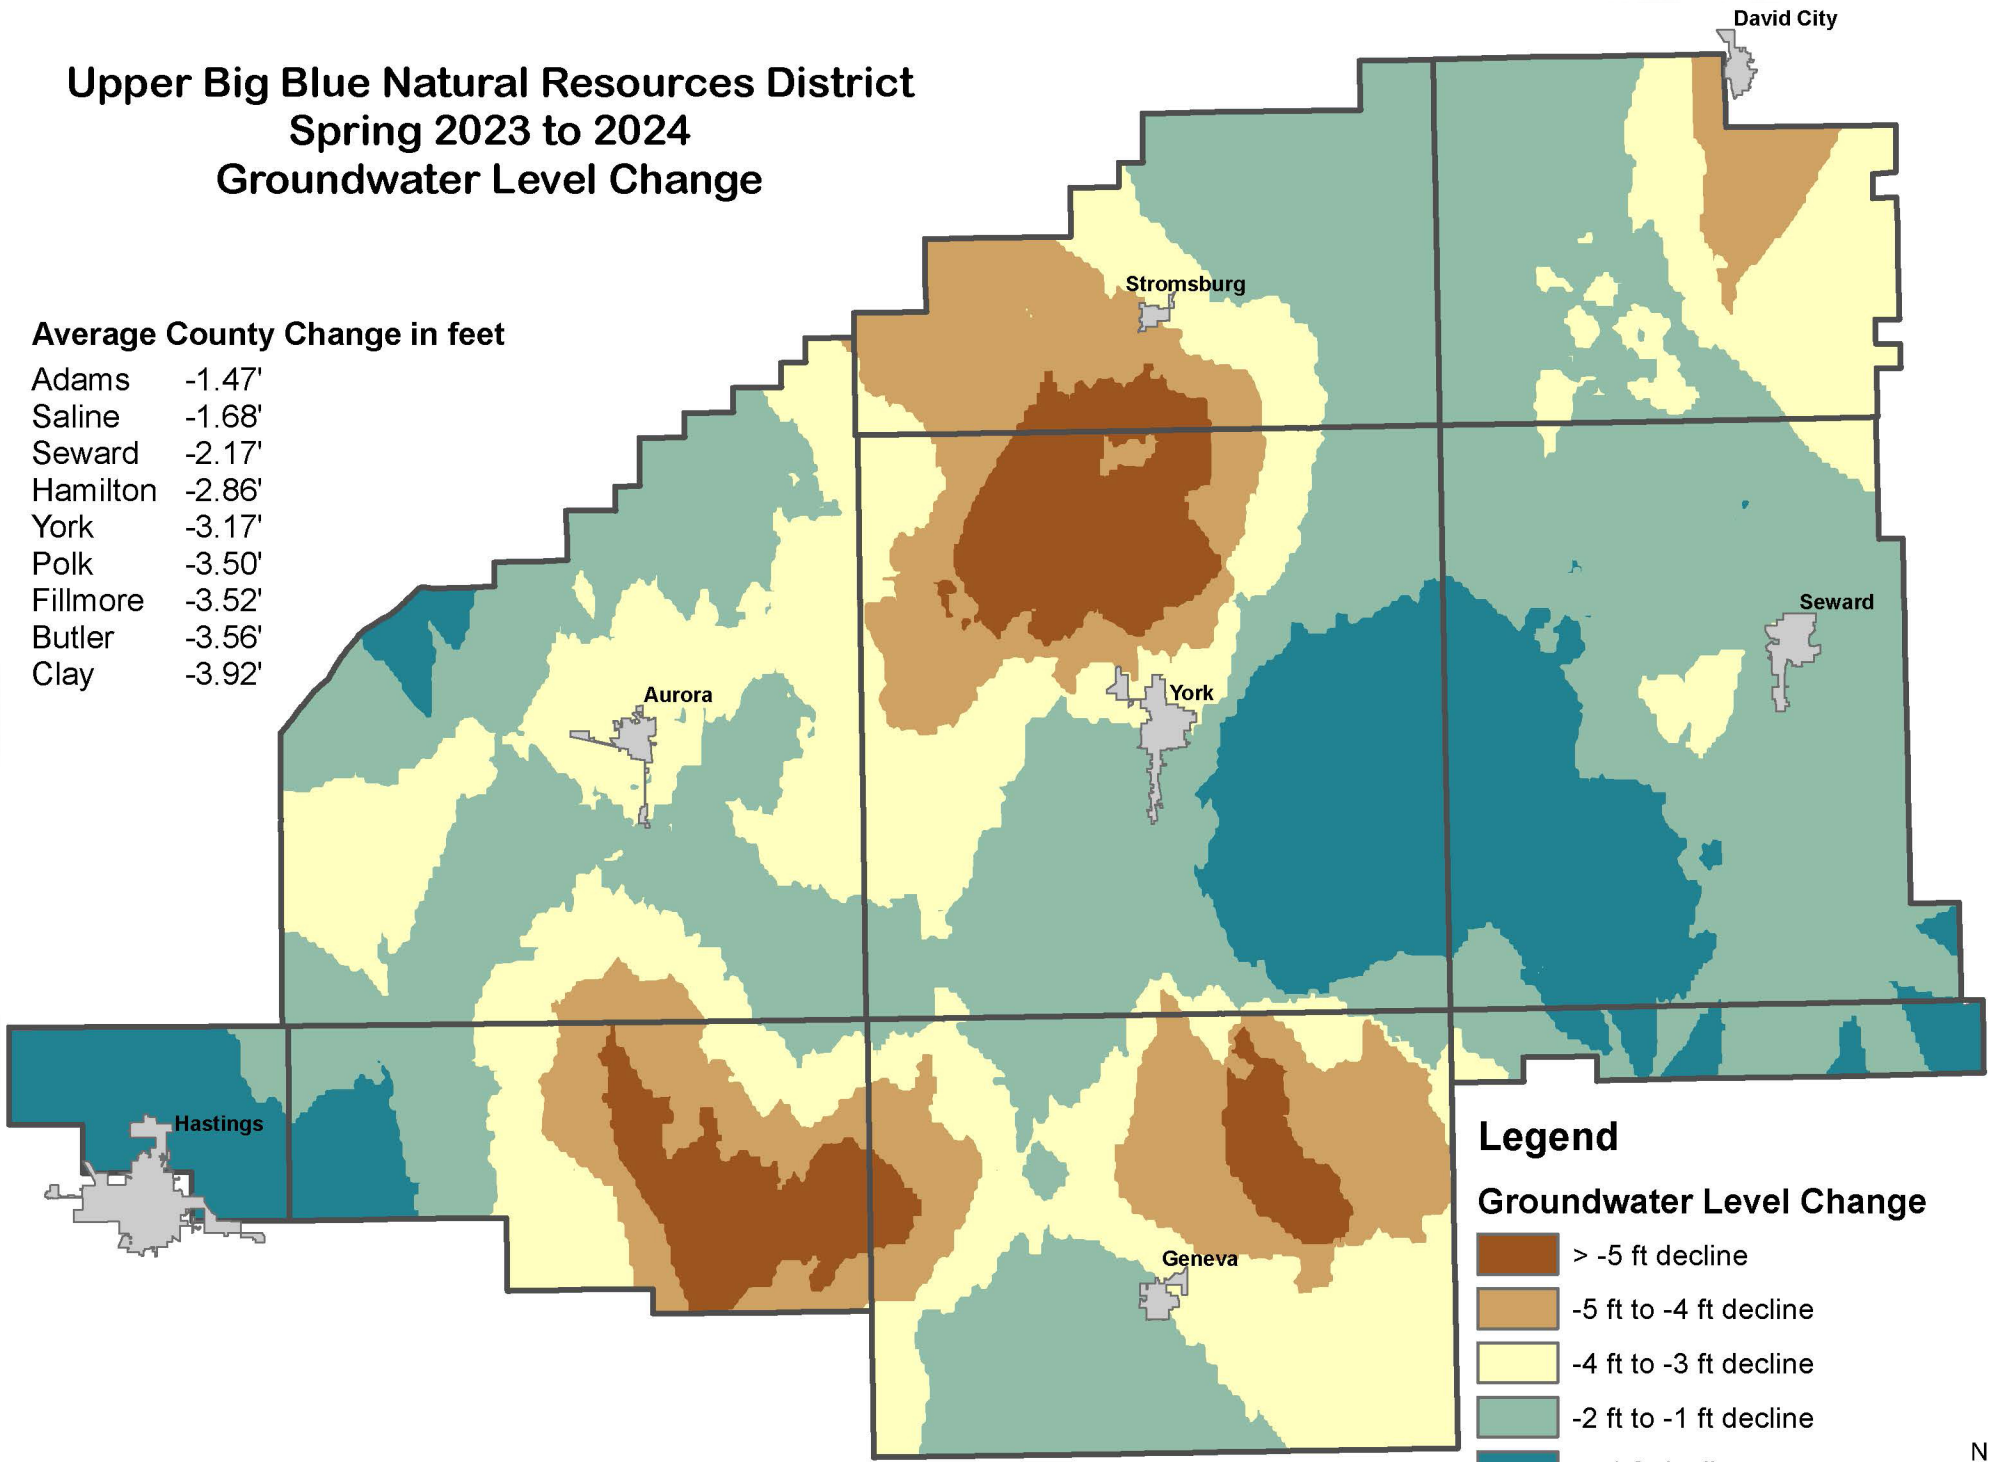 David City
Upper Big Blue Natural Resources District
Spring 2023 to 2024
Groundwater Level Change
Stromsburg
Average County Change in feet
Adams -1.47'
Saline -1.68'
Seward -2.17'
Hamilton -2.86'
York -3.17'
Polk -3.50'
Fillmore -3.52'
Butler -3.56'
Clay -3.92'
Seward
Aurora
York
Hastings
Geneva
Legend
Groundwater Level Change
> -5 ft decline
-5 ft to -4 ft decline
-4 ft to -3 ft decline
-2 ft to -1 ft decline
N